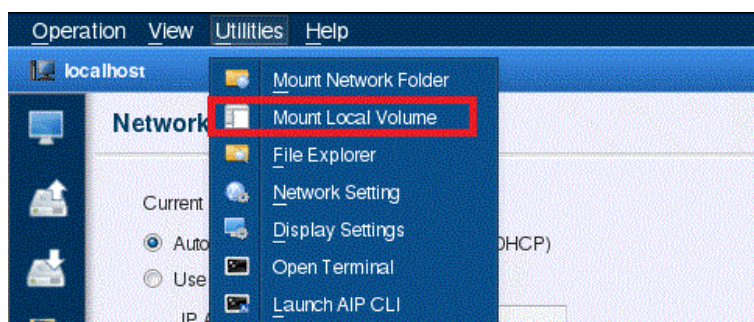 Operation View Utilities Help
localhost
Mount Network Folder
Network
Mount Local Volume
File Explorer
Current
Network Setting
Auto
Display Settings
DHCP)
Use
Open Terminal
Launch AIP CLI